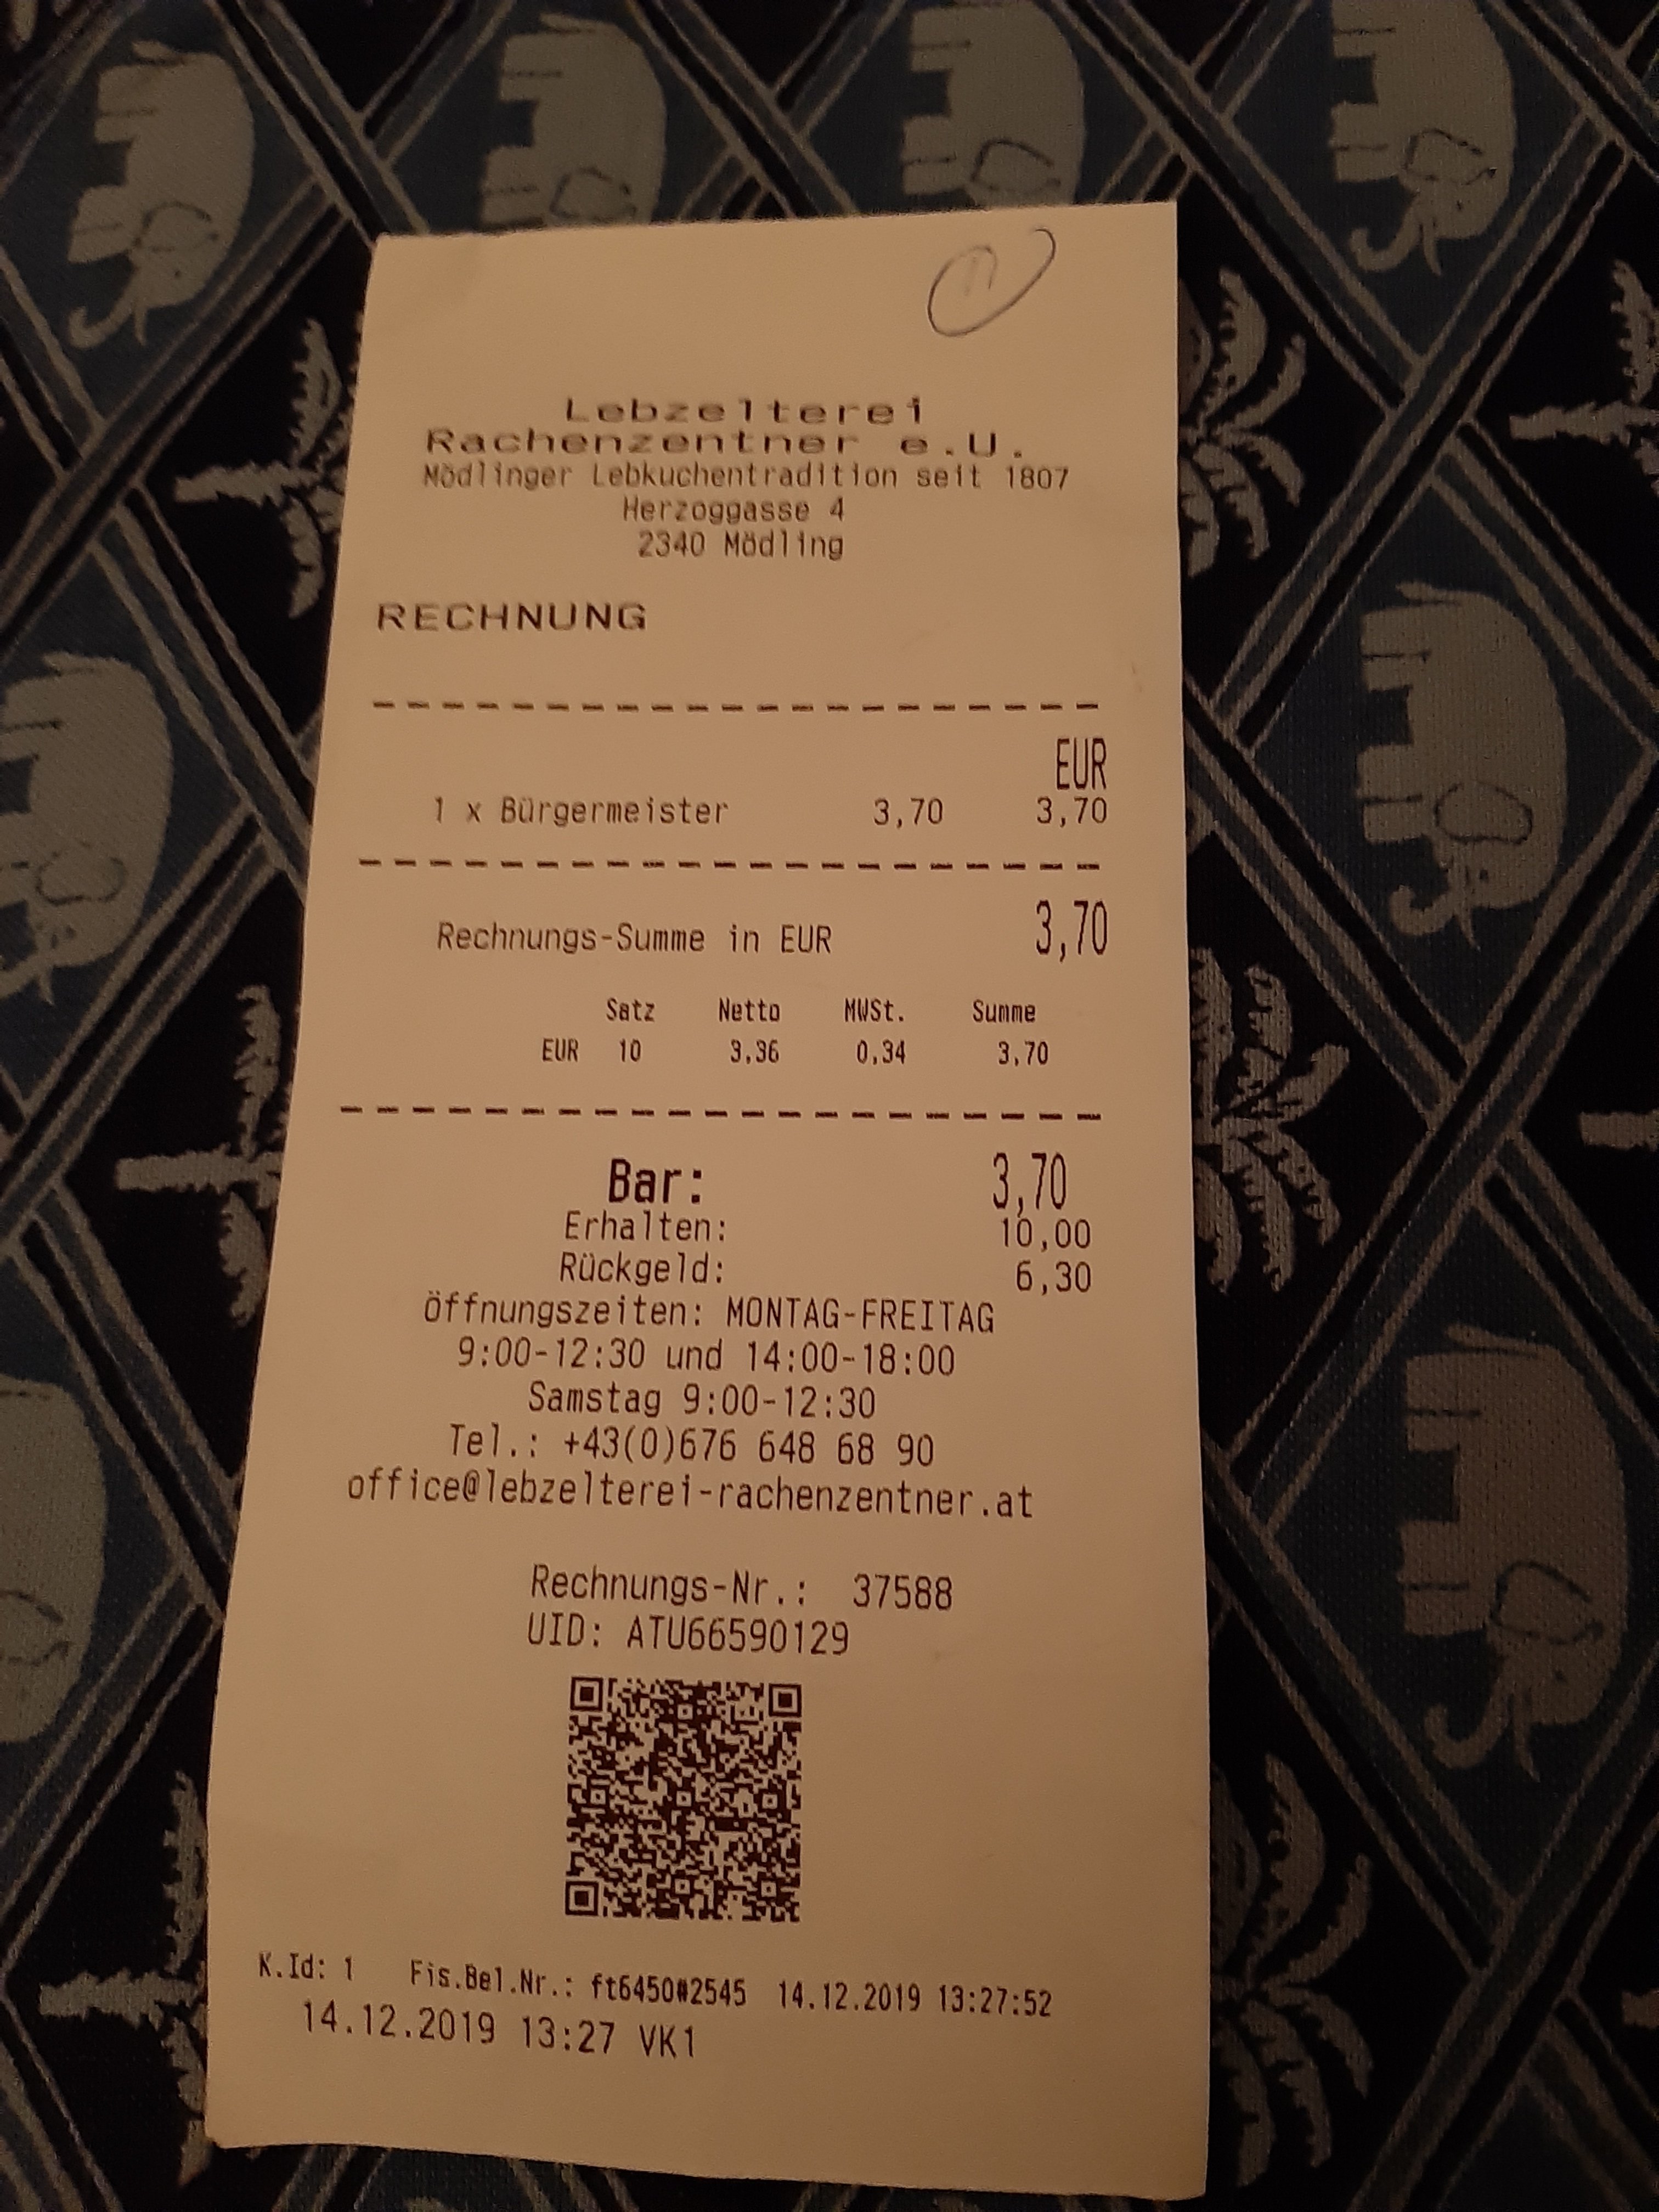 Lebzelterei
Rachenzentner e.U.
Mödlinger Lebkuchentradition seit 1807
Herzoggasse 4
2340 Mödling
RECHNUNG
EUR
1 x Bürgermeister 3,70 3,70
Rechnungs-Summe in EUR 3,70
Satz Netto MWSt. Summe
EUR 10 3,36 0,34 3,70
Bar: 3,70
Erhalten: 10,00
Rückgeld: 6,30
Öffnungszeiten: MONTAG-FREITAG
9:00-12:30 und 14:00-18:00
Samstag 9:00-12:30
Tel.: +43(0)676 648 68 90
office@lebzelterei-rachenzentner.at
Rechnungs-Nr.: 37588
UID: ATU66590129
K.Id: 1 Fis.Bel.Nr.: ft6450#2545 14.12.2019 13:27:52
14.12.2019 13:27 VK1